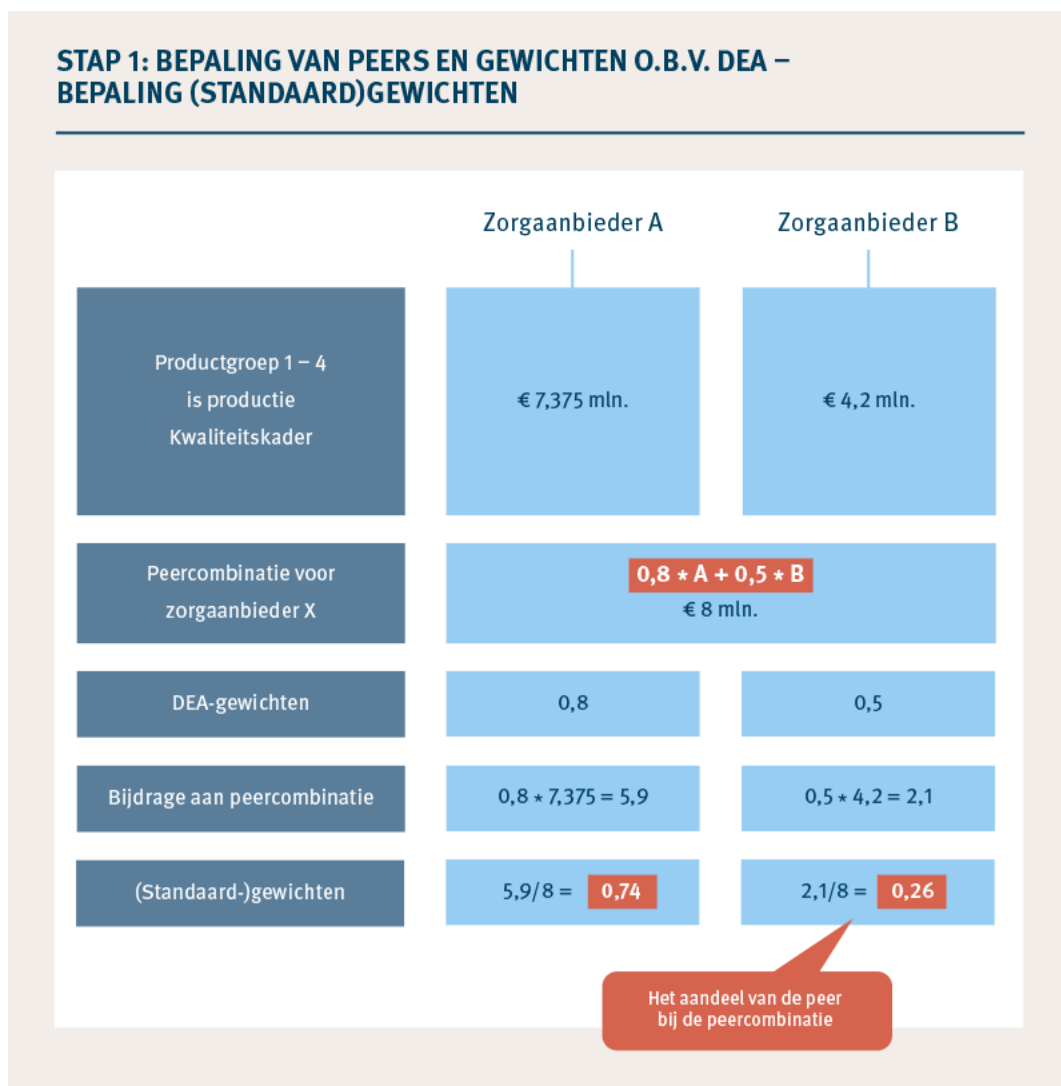 STAP 1: BEPALING VAN PEERS EN GEWICHTEN O.B.V. DEA –
BEPALING (STANDAARD)GEWICHTEN
Zorgaanbieder A
Zorgaanbieder B
Productgroep 1 – 4
is productie
Kwaliteitskader
€ 7,375 mln.
€ 4,2 mln.
Peercombinatie voor
zorgaanbieder X
0,8 * A + 0,5 * B
€ 8 mln.
DEA-gewichten
0,8
0,5
Bijdrage aan peercombinatie
0,8 * 7,375 = 5,9
0,5 * 4,2 = 2,1
(Standaard-)gewichten
5,9/8 = 0,74
2,1/8 = 0,26
Het aandeel van de peer
bij de peercombinatie